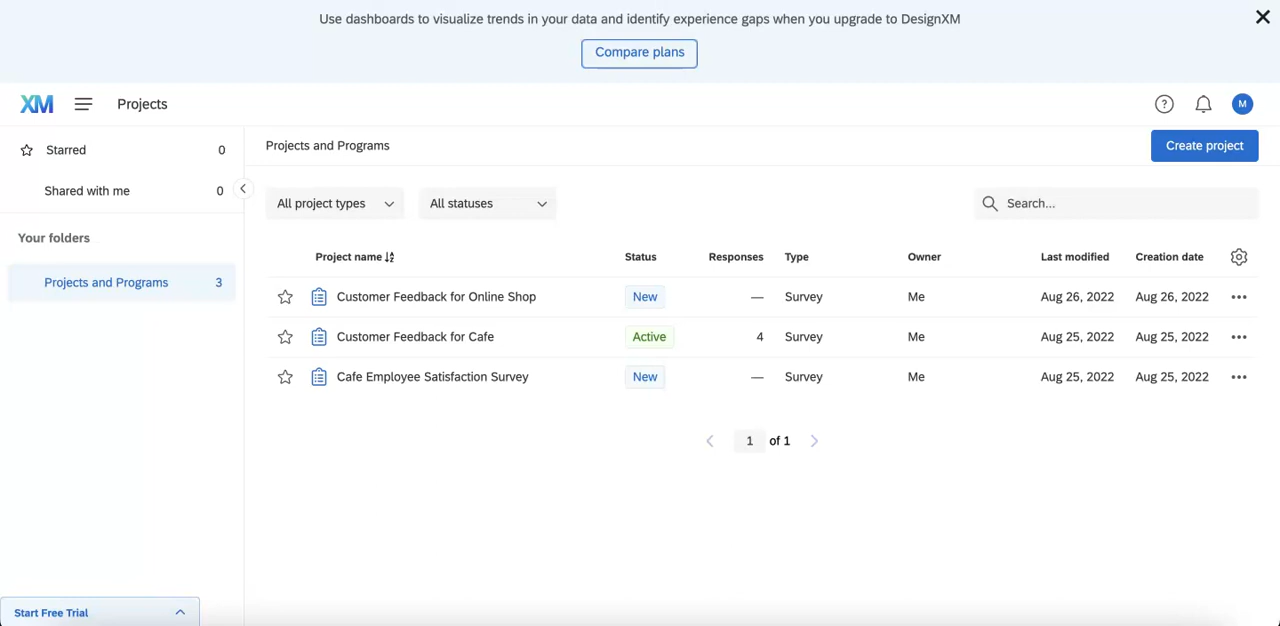 Use dashboards to visualize trends in your data and identify experience gaps when you upgrade to DesignXM
Compare plans
XM Projects M
Starred 0
Shared with me 0
Your folders
Projects and Programs 3
Projects and Programs Create project
All project types All statuses Search...
Project name Status Responses Type Owner Last modified Creation date
Customer Feedback for Online Shop New — Survey Me Aug 26, 2022 Aug 26, 2022
Customer Feedback for Cafe Active 4 Survey Me Aug 25, 2022 Aug 25, 2022
Cafe Employee Satisfaction Survey New — Survey Me Aug 25, 2022 Aug 25, 2022
1 of 1
Start Free Trial